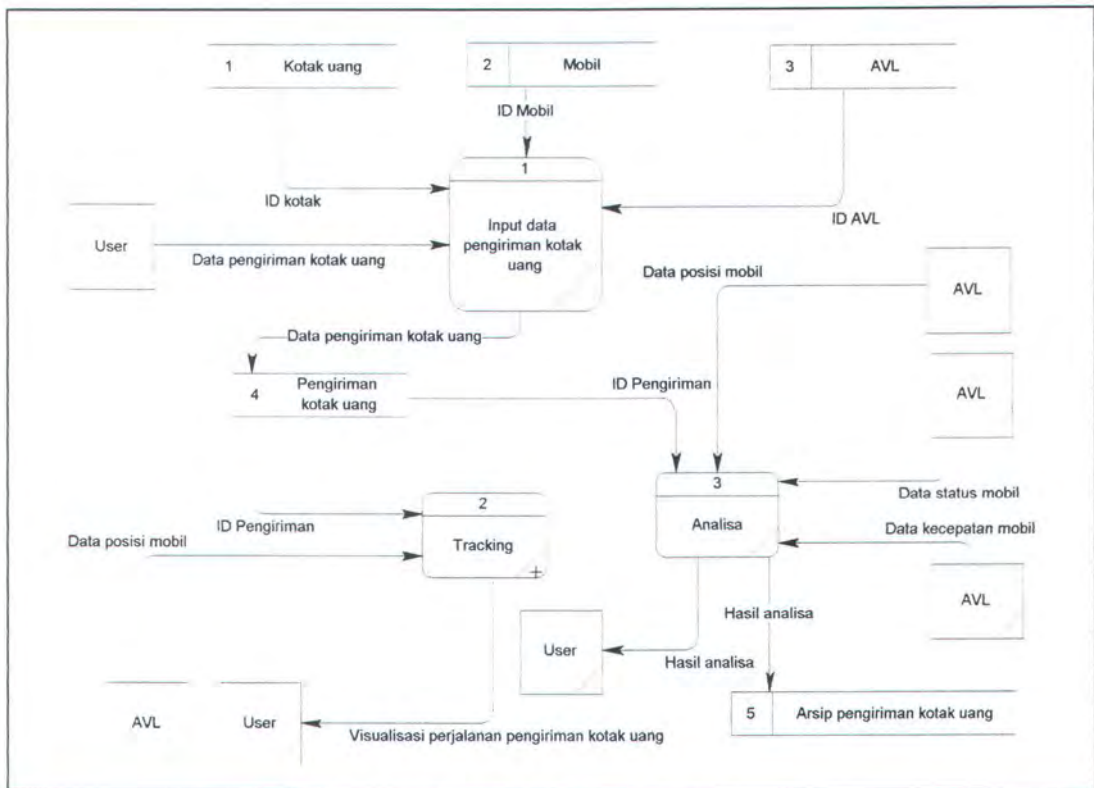 1 Kotak uang
2 Mobil
3 AVL
ID Mobil
1
ID kotak
ID AVL
Input data
pengiriman kotak
uang
User
Data pengiriman kotak uang
Data posisi mobil
AVL
Data pengiriman kotak uang
4 Pengiriman
kotak uang
ID Pengiriman
AVL
3
Analisa
Data status mobil
Data kecepatan mobil
2
ID Pengiriman
Data posisi mobil
Tracking
+
AVL
Hasil analisa
User
Hasil analisa
AVL
User
Visualisasi perjalanan pengiriman kotak uang
5 Arsip pengiriman kotak uang